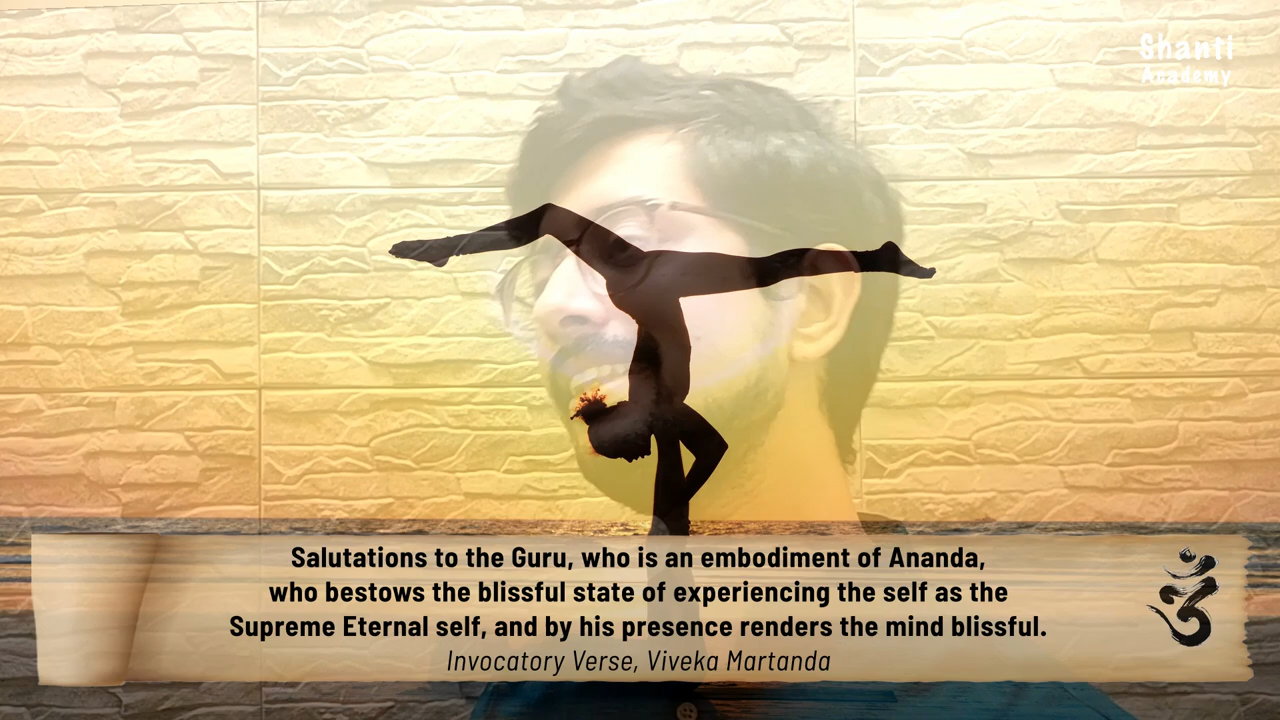 Shanti
Academy
Salutations to the Guru, who is an embodiment of Ananda,
who bestows the blissful state of experiencing the self as the
Supreme Eternal self, and by his presence renders the mind blissful.
Invocatory Verse, Viveka Martanda
ॐ